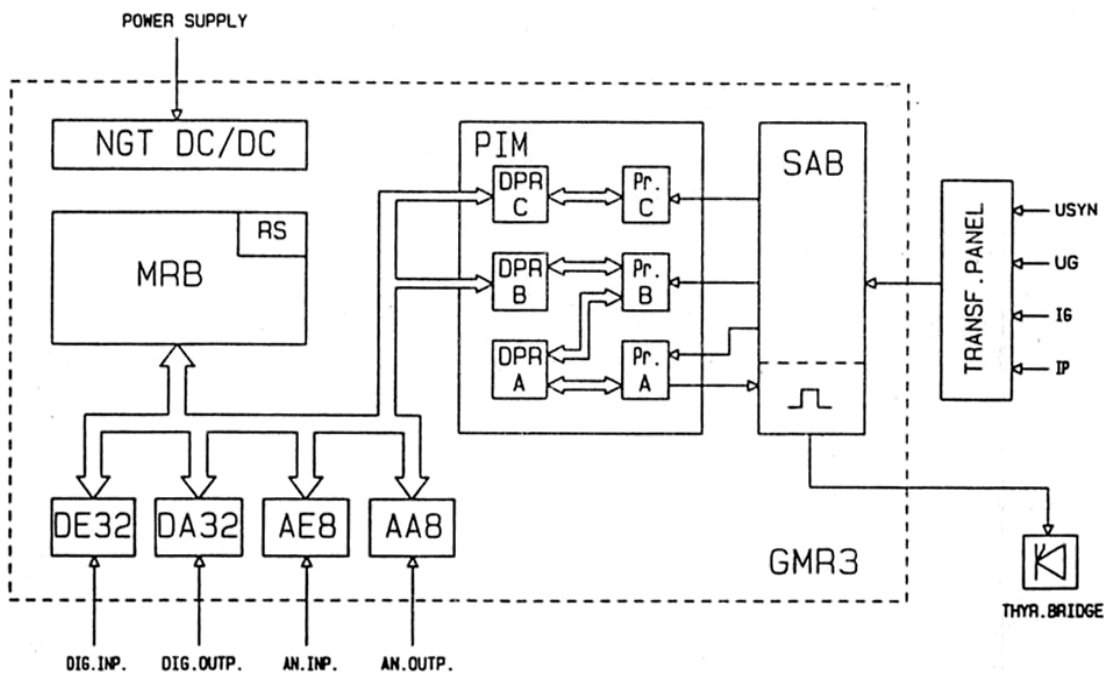 POWER SUPPLY
NGT DC/DC
MRB
RS
PIM
DPR
C
Pr.
C
DPR
B
Pr.
B
DPR
A
Pr.
A
SAB
TRANSF.PANEL
USYN
UG
IG
IP
DE32
DA32
AE8
AA8
GMR3
THYR.BRIDGE
DIG.INP.
DIG.OUTP.
AN.INP.
AN.OUTP.